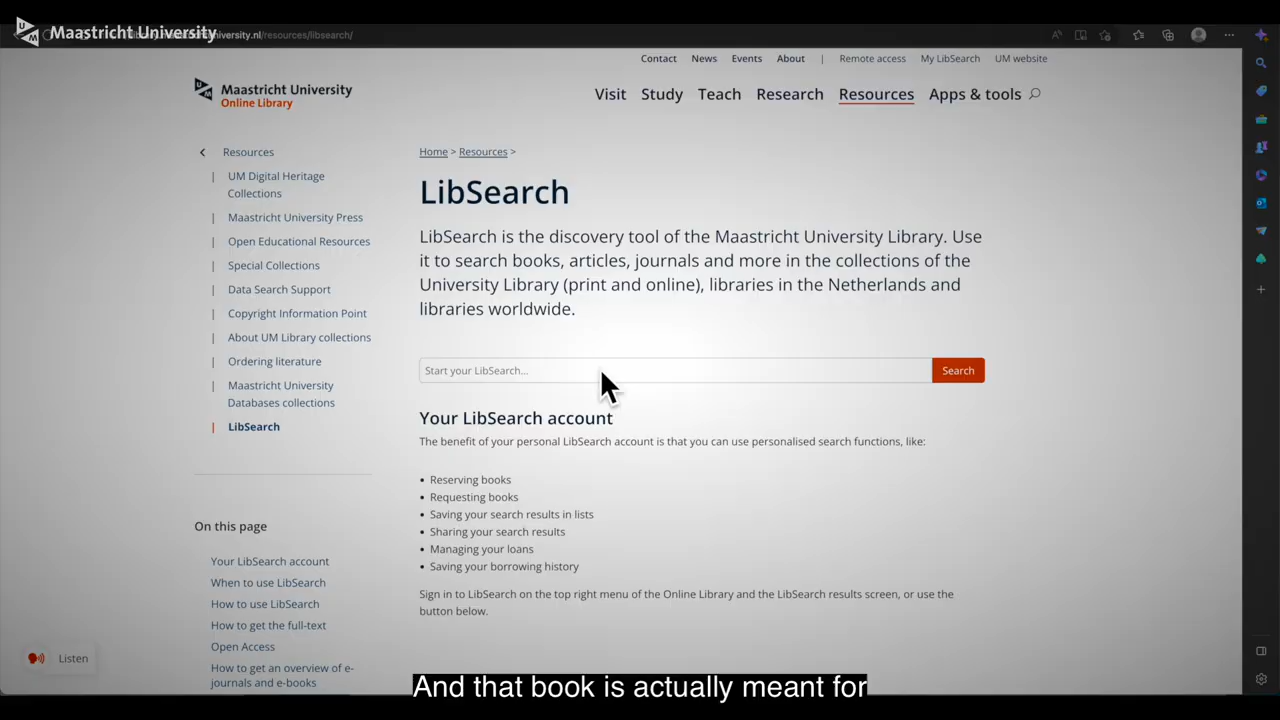 Maastricht University
iversity.nl/resources/libsearch/
Contact News Events About | Remote access My LibSearch UM website
Maastricht University
Online Library
Visit Study Teach Research Resources Apps & tools
Resources
UM Digital Heritage
Collections
Maastricht University Press
Open Educational Resources
Special Collections
Data Search Support
Copyright Information Point
About UM Library collections
Ordering literature
Maastricht University
Databases collections
LibSearch
On this page
Your LibSearch account
When to use LibSearch
How to use LibSearch
How to get the full-text
Open Access
How to get an overview of e-
journals and e-books
Home > Resources >
LibSearch
LibSearch is the discovery tool of the Maastricht University Library. Use
it to search books, articles, journals and more in the collections of the
University Library (print and online), libraries in the Netherlands and
libraries worldwide.
Start your LibSearch...
Search
Your LibSearch account
The benefit of your personal LibSearch account is that you can use personalised search functions, like:
• Reserving books
• Requesting books
• Saving your search results in lists
• Sharing your search results
• Managing your loans
• Saving your borrowing history
Sign in to LibSearch on the top right menu of the Online Library and the LibSearch results screen, or use the
button below.
Listen
And that book is actually meant for